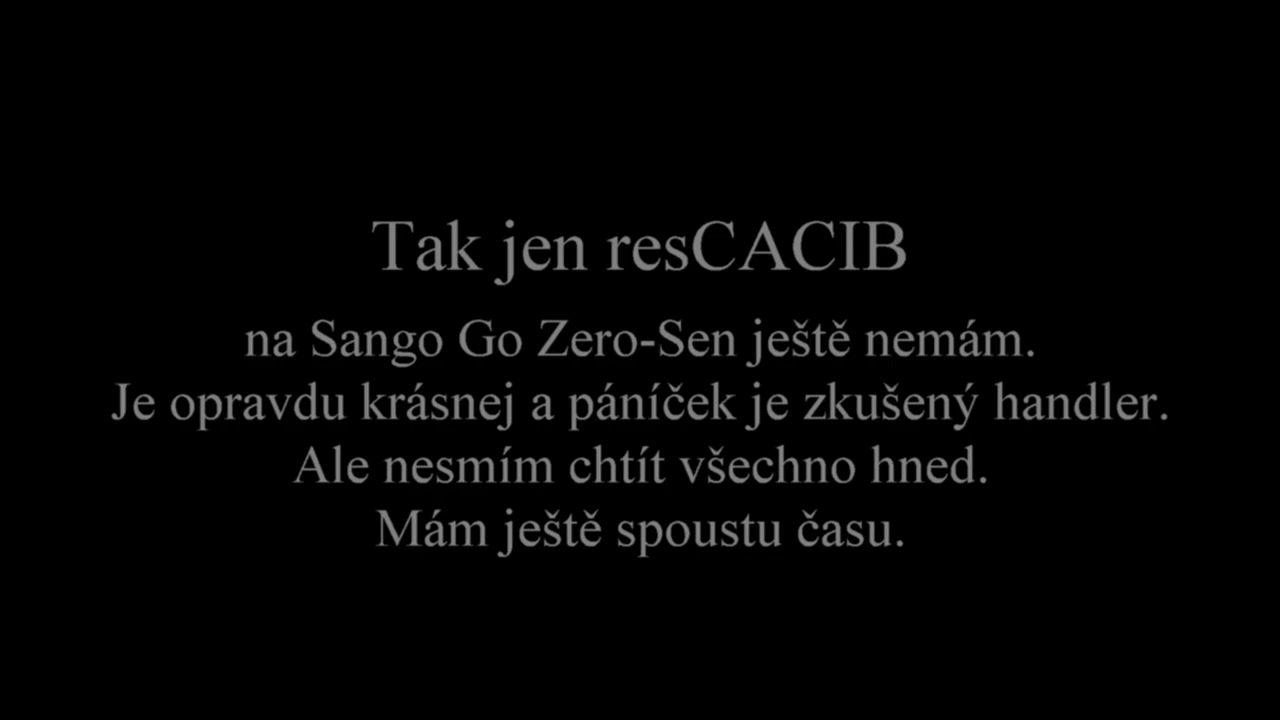 Tak jen resCACIB
na Sango Go Zero-Sen ještě nemám.
Je opravdu krásnej a páníček je zkušený handler.
Ale nesmím chtít všechno hned.
Mám ještě spoustu času.